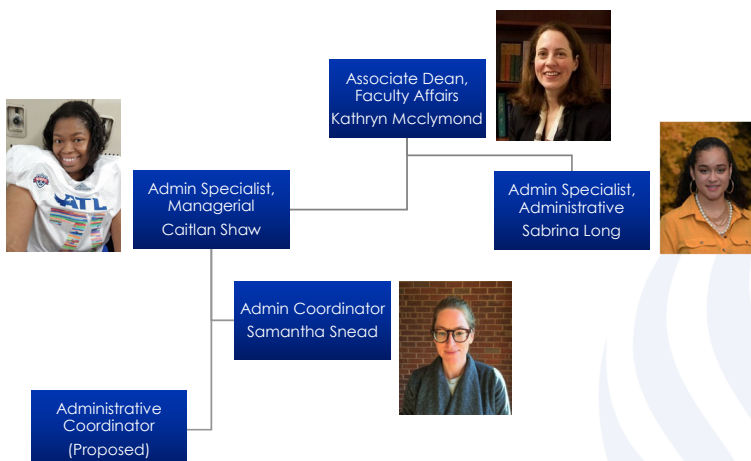 Associate Dean,
Faculty Affairs
Kathryn Mcclymond
Admin Specialist,
Managerial
Caitlan Shaw
Admin Specialist,
Administrative
Sabrina Long
Admin Coordinator
Samantha Snead
Administrative
Coordinator
(Proposed)
ATL